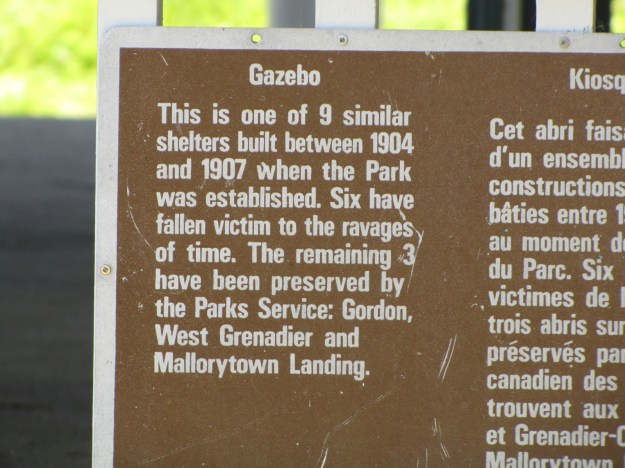 Gazebo
This is one of 9 similar
shelters built between 1904
and 1907 when the Park
was established. Six have
fallen victim to the ravages
of time. The remaining 3
have been preserved by
the Parks Service: Gordon,
West Grenadier and
Mallorytown Landing.
Kiosq
Cet abri fais
d'un ensembl
constructions
bâties entre 19
au moment d
du Parc. Six
victimes de
trois abris sur
préservés par
canadien des
trouvent aux
et Grenadier-
Mallorytown